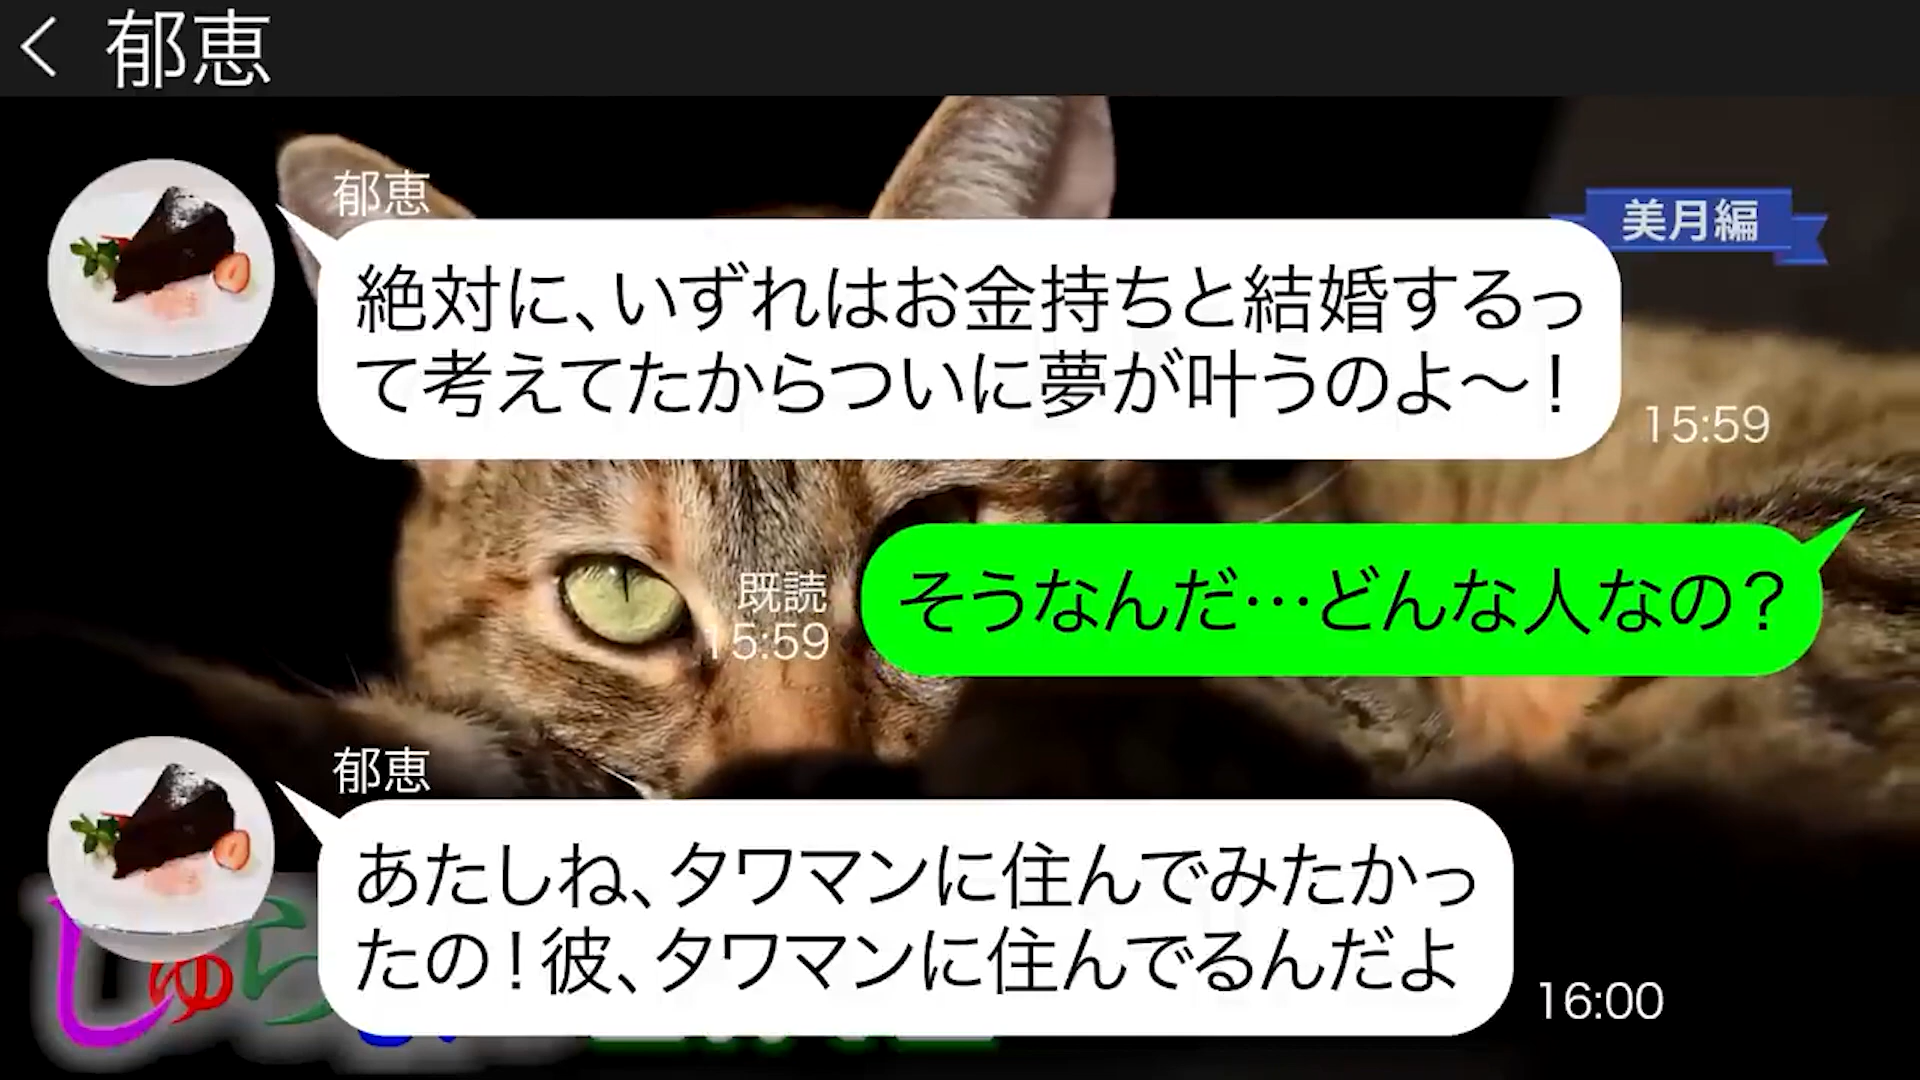 郁恵
郁恵
美月編
絶対に、いずれはお金持ちと結婚するっ
て考えてたからついに夢が叶うのよ～！
15:59
そうなんだ…どんな人なの？
既読
15:59
郁恵
あたしね、タワマンに住んでみたかっ
たの！彼、タワマンに住んでるんだよ
16:00
しゅら